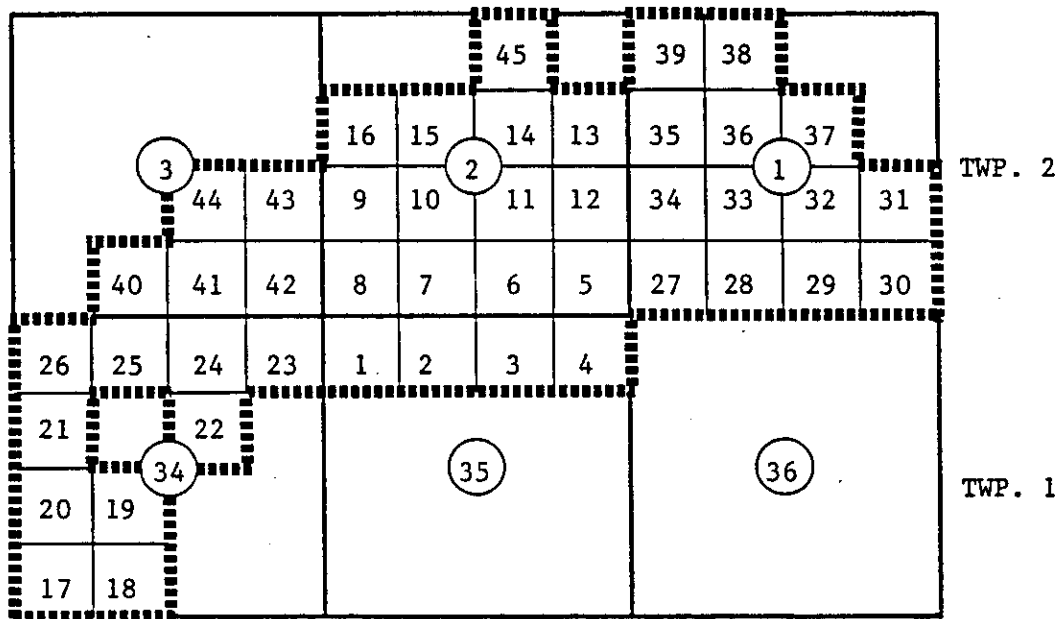 45 39 38
16 15 14 13 35 36 37
3 2 1 TWP. 2
44 43 9 10 11 12 34 33 32 31
40 41 42 8 7 6 5 27 28 29 30
26 25 24 23 1 2 3 4
21 22
34 35 36
TWP. 1
20 19
17 18